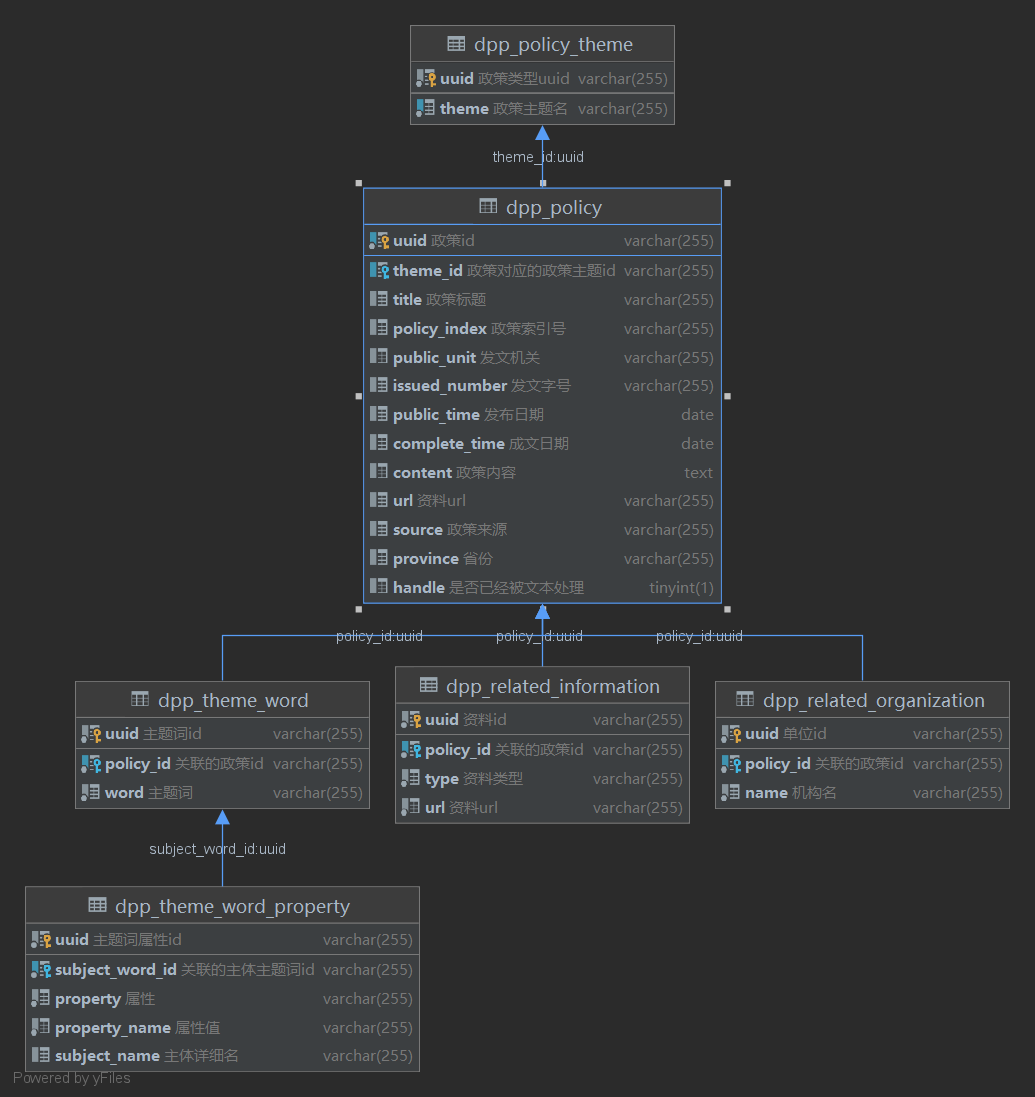 dpp_policy_theme
uuid 政策类型uuid varchar(255)
theme 政策主题名 varchar(255)
theme_id:uuid
dpp_policy
uuid 政策id varchar(255)
theme_id 政策对应的政策主题id varchar(255)
title 政策标题 varchar(255)
policy_index 政策索引号 varchar(255)
public_unit 发文机关 varchar(255)
issued_number 发文字号 varchar(255)
public_time 发布日期 date
complete_time 成文日期 date
content 政策内容 text
url 资料url varchar(255)
source 政策来源 varchar(255)
province 省份 varchar(255)
handle 是否已经被文本处理 tinyint(1)
policy_id:uuid policy_id:uuid policy_id:uuid
dpp_theme_word
uuid 主题词id varchar(255)
policy_id 关联的政策id varchar(255)
word 主题词 varchar(255)
dpp_related_information
uuid 资料id varchar(255)
policy_id 关联的政策id varchar(255)
type 资料类型 varchar(255)
url 资料url varchar(255)
dpp_related_organization
uuid 单位id varchar(255)
policy_id 关联的政策id varchar(255)
name 机构名 varchar(255)
subject_word_id:uuid
dpp_theme_word_property
uuid 主题词属性id varchar(255)
subject_word_id 关联的主体主题词id varchar(255)
property 属性 varchar(255)
property_name 属性值 varchar(255)
subject_name 主体详细名 varchar(255)
Powered by yFiles